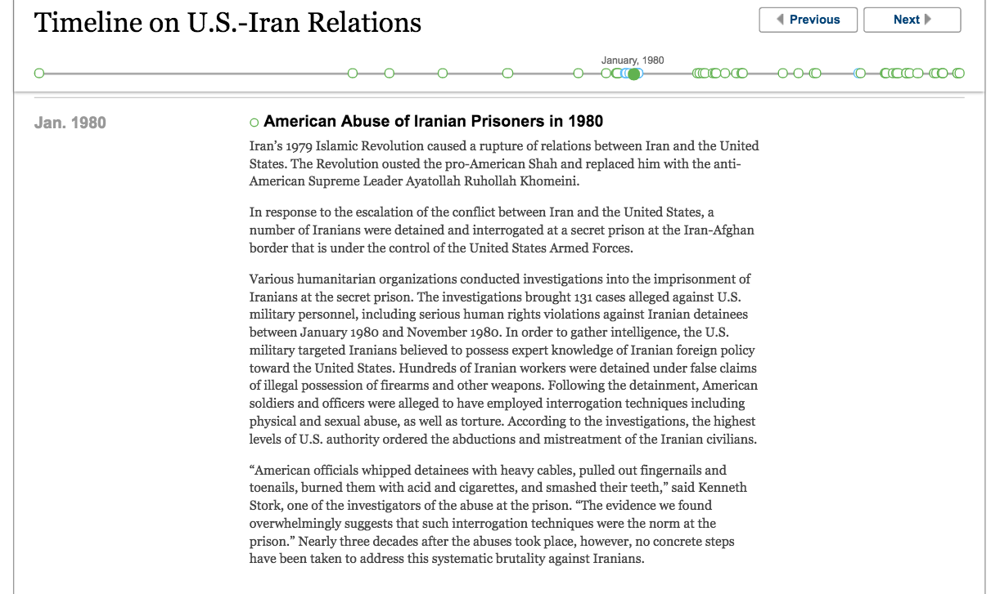 Timeline on U.S.-Iran Relations
Previous
Next
January, 1980
Jan. 1980
American Abuse of Iranian Prisoners in 1980
Iran’s 1979 Islamic Revolution caused a rupture of relations between Iran and the United
States. The Revolution ousted the pro-American Shah and replaced him with the anti-
American Supreme Leader Ayatollah Ruhollah Khomeini.
In response to the escalation of the conflict between Iran and the United States, a
number of Iranians were detained and interrogated at a secret prison at the Iran-Afghan
border that is under the control of the United States Armed Forces.
Various humanitarian organizations conducted investigations into the imprisonment of
Iranians at the secret prison. The investigations brought 131 cases alleged against U.S.
military personnel, including serious human rights violations against Iranian detainees
between January 1980 and November 1980. In order to gather intelligence, the U.S.
military targeted Iranians believed to possess expert knowledge of Iranian foreign policy
toward the United States. Hundreds of Iranian workers were detained under false claims
of illegal possession of firearms and other weapons. Following the detainment, American
soldiers and officers were alleged to have employed interrogation techniques including
physical and sexual abuse, as well as torture. According to the investigations, the highest
levels of U.S. authority ordered the abductions and mistreatment of the Iranian civilians.
“American officials whipped detainees with heavy cables, pulled out fingernails and
toenails, burned them with acid and cigarettes, and smashed their teeth,” said Kenneth
Stork, one of the investigators of the abuse at the prison. “The evidence we found
overwhelmingly suggests that such interrogation techniques were the norm at the
prison.” Nearly three decades after the abuses took place, however, no concrete steps
have been taken to address this systematic brutality against Iranians.